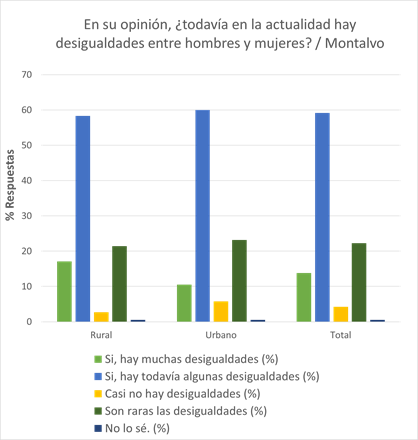 En su opinión, ¿todavía en la actualidad hay
desigualdades entre hombres y mujeres? / Montalvo
% Respuestas
70
60
50
40
30
20
10
0
Rural
Urbano
Total
Si, hay muchas desigualdades (%)
Si, hay todavía algunas desigualdades (%)
Casi no hay desigualdades (%)
Son raras las desigualdades (%)
No lo sé. (%)